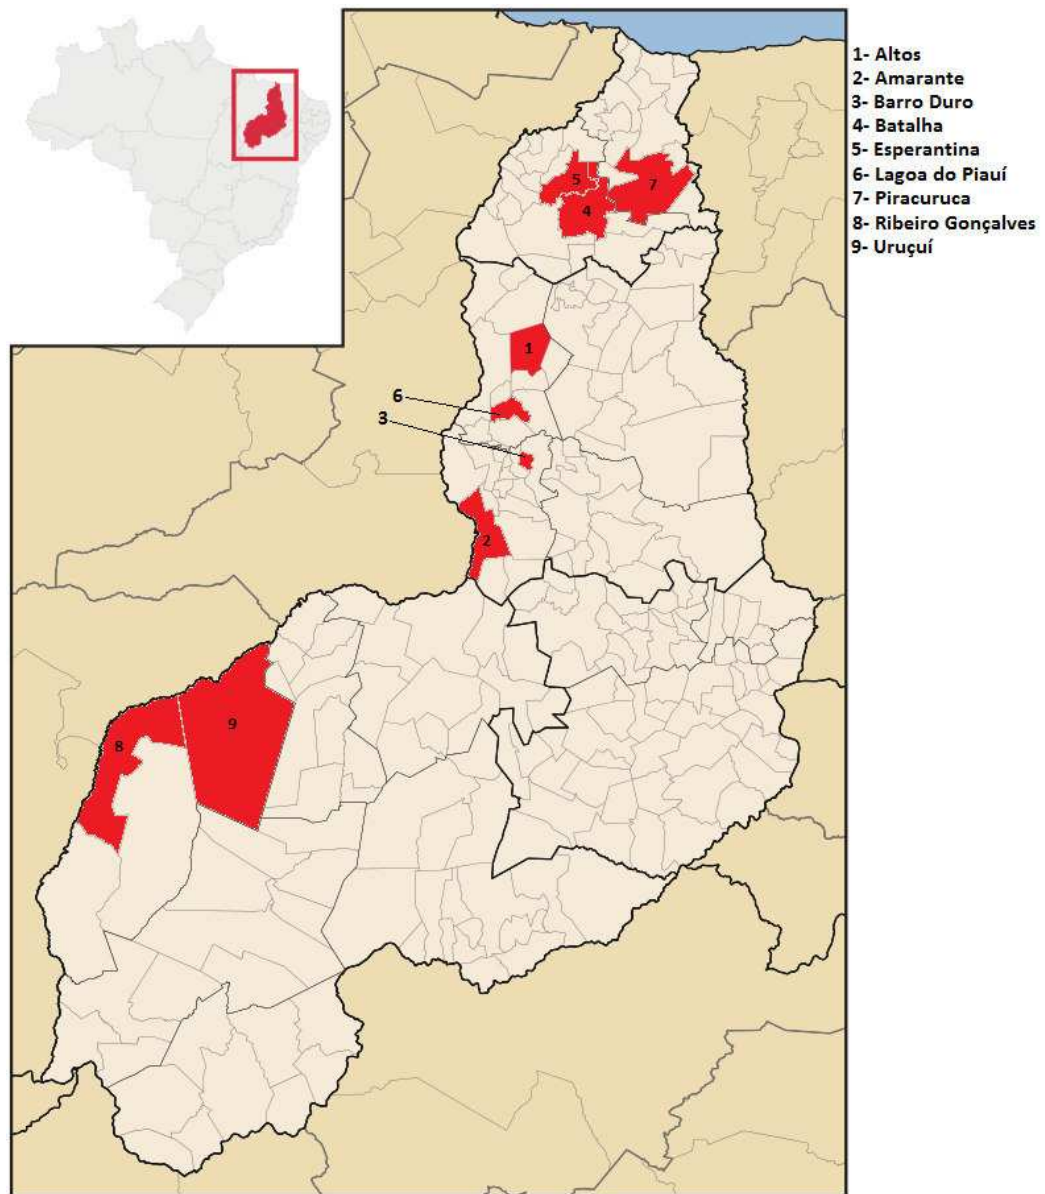 1- Altos
2- Amarante
3- Barro Duro
4- Batalha
5- Esperantina
6- Lagoa do Piauí
7- Piracuruca
8- Ribeiro Gonçalves
9- Uruçuí
5
7
4
1
6
3
2
9
8